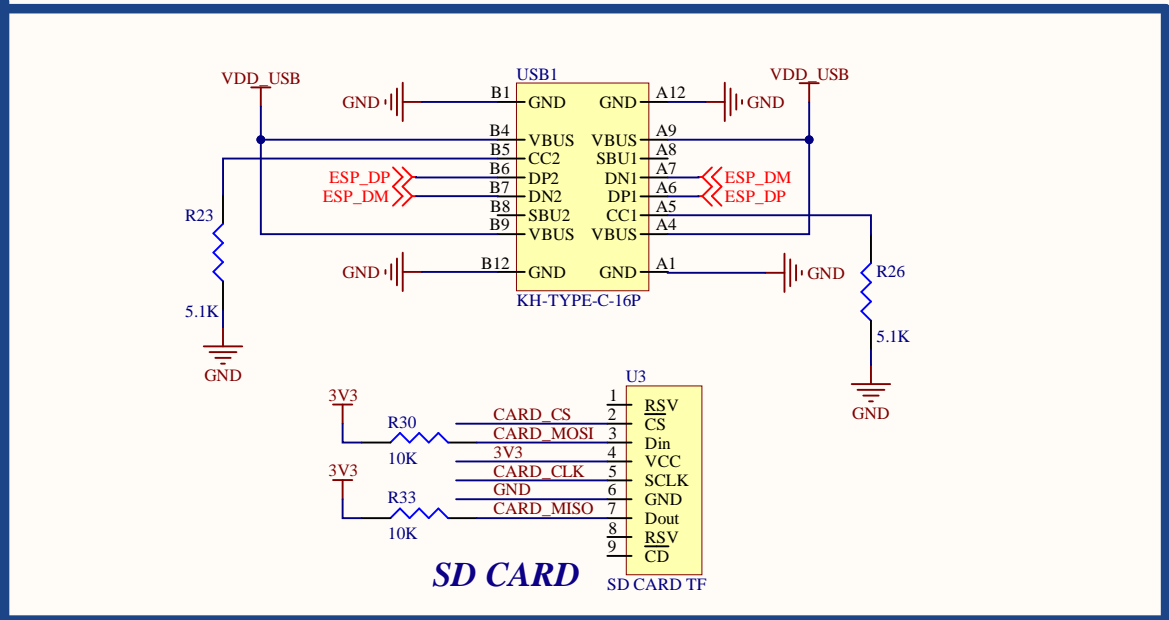 USB1
VDD_USB
VDD_USB
GND
B1
GND
GND
A12
GND
B4
VBUS
VBUS
A9
B5
CC2
SBU1
A8
ESP_DP
B6
DP2
DN1
A7
ESP_DM
ESP_DM
B7
DN2
DP1
A6
ESP_DP
B8
SBU2
CC1
A5
R23
B9
VBUS
VBUS
A4
GND
B12
GND
GND
A1
GND
R26
5.1K
KH-TYPE-C-16P
5.1K
GND
GND
U3
3V3
1
RSV
R30
CARD_CS
2
CS
10K
CARD_MOSI
3
Din
3V3
3V3
4
VCC
CARD_CLK
5
SCLK
R33
GND
6
GND
10K
CARD_MISO
7
Dout
8
RSV
9
CD
SD CARD
SD CARD TF